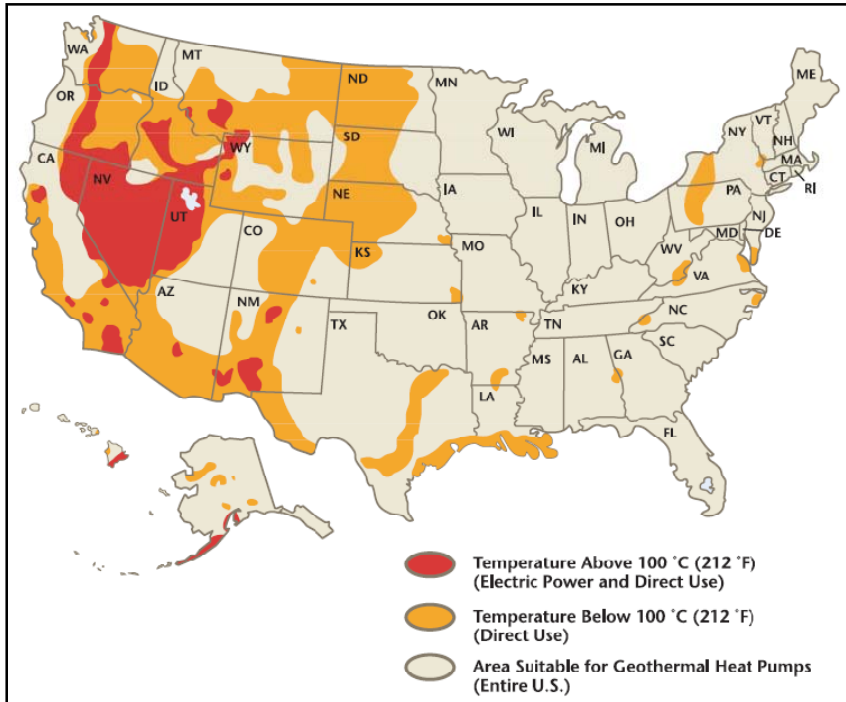 WA
MT
ND
MN
ME
OR
ID
VT
WI
NY
NH
WY
SD
MI
MA
CA
CT
RI
NV
NE
IA
PA
UT
NJ
IL
IN
OH
DE
CO
MD
KS
MO
WV
VA
KY
AZ
NM
OK
TN
NC
TX
AR
SC
MS
AL
GA
LA
FL
Temperature Above 100 °C (212 °F)
(Electric Power and Direct Use)
Temperature Below 100 °C (212 °F)
(Direct Use)
Area Suitable for Geothermal Heat Pumps
(Entire U.S.)